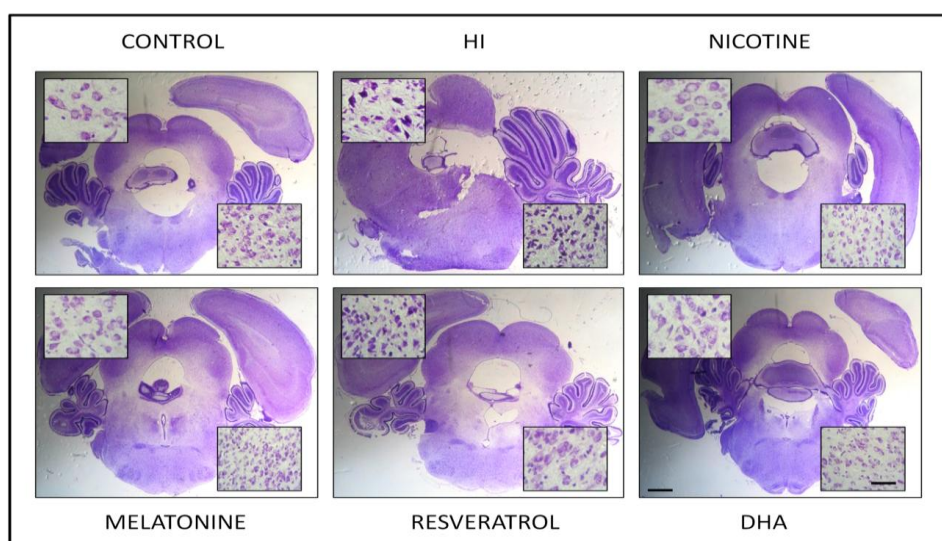 CONTROL
HI
NICOTINE
MELATONINE
RESVERATROL
DHA